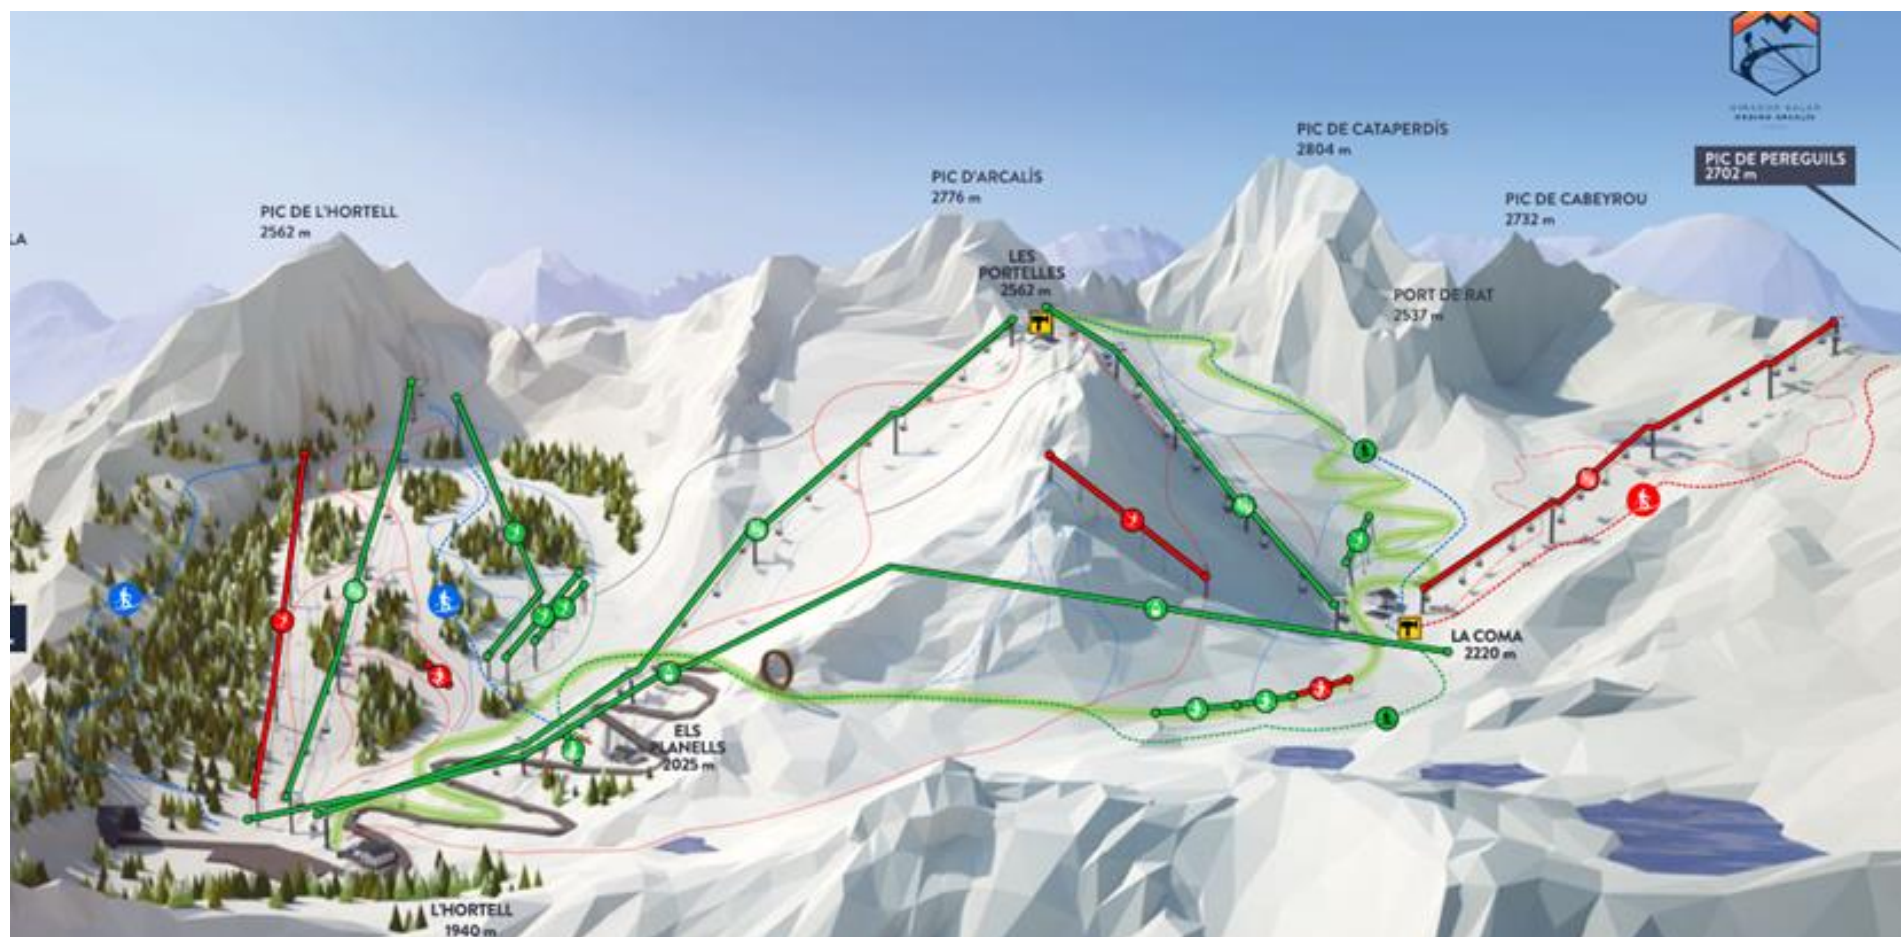 PIC DE CATAPERDÍS
2804 m
PIC DE PEREGUILS
2702 m
PIC D'ARCALÍS
2776 m
PIC DE CABEYROU
2732 m
PIC DE L'HORTELL
2562 m
LA
LES
PORTELLES
2562 m
PORT DE RAT
2537 m
LA COMA
2220 m
ELS
PLANELLS
2025 m
L'HORTELL
1940 m